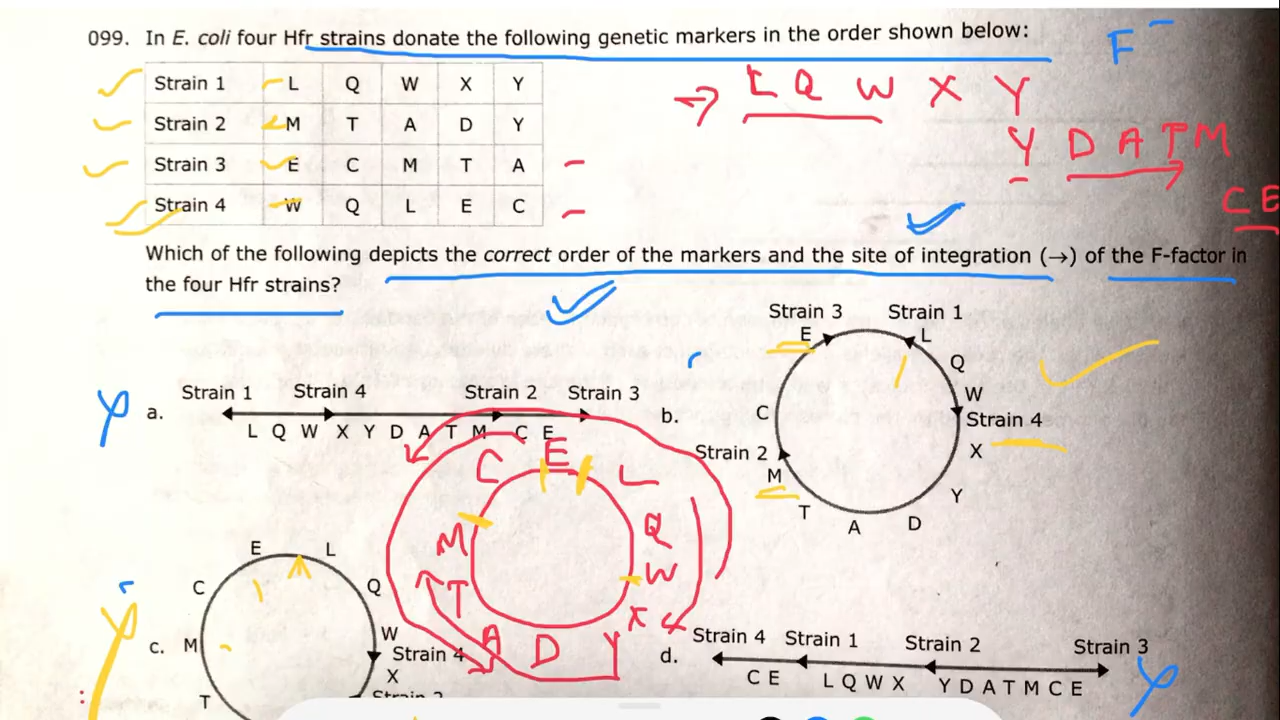 099. In E. coli four Hfr strains donate the following genetic markers in the order shown below:
F⁻
Strain 1 L Q W X Y
Strain 2 M T A D Y
Strain 3 E C M T A
Strain 4 W Q L E C
→ L Q W X Y
Y D A T M
C E
Which of the following depicts the correct order of the markers and the site of integration (→) of the F-factor in
the four Hfr strains?
a. Strain 1 Strain 4 Strain 2 Strain 3
L Q W X Y D A T M C E
b. Strain 3 Strain 1
E L
Q
W
C Strain 4
X
Strain 2
M
Y
T A D
C E L
M Q
T W
A D Y X
c. E L
C Q
M W
Strain 4
X
T
d. Strain 4 Strain 1 Strain 2 Strain 3
C E L Q W X Y D A T M C E